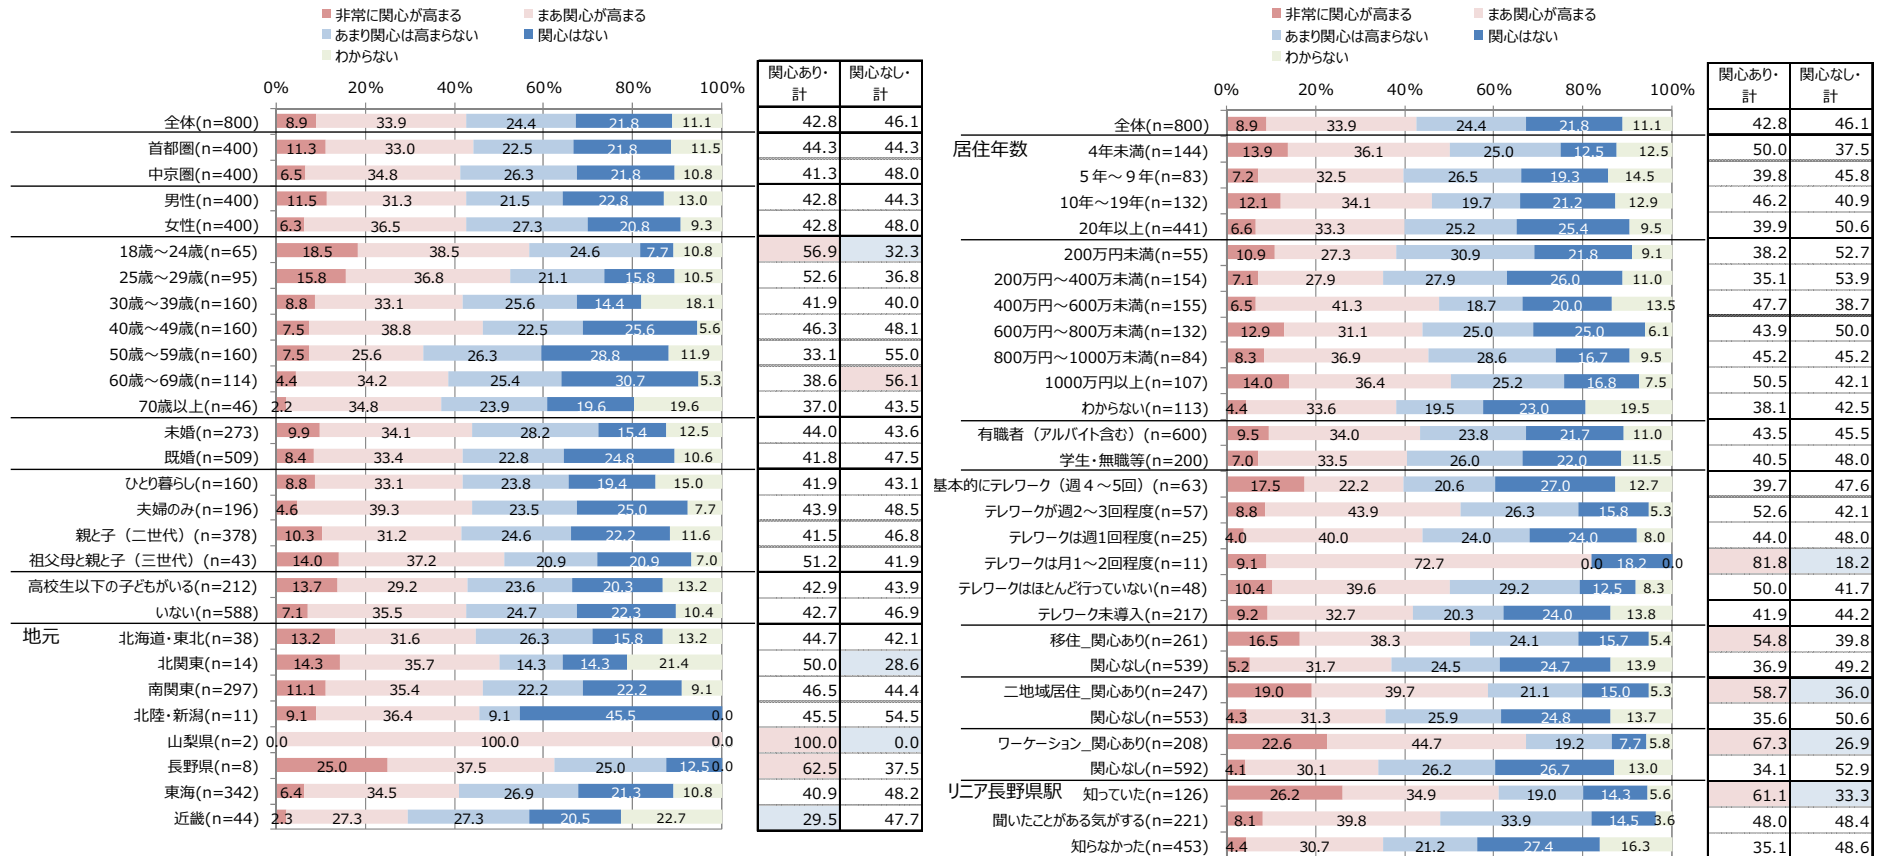 非常に関心が高まる まあ関心が高まる
あまり関心は高まらない 関心はない
わからない
関心あり・計 関心なし・計
0% 20% 40% 60% 80% 100%
全体(n=800) 8.9 33.9 24.4 21.8 11.1 42.8 46.1
首都圏(n=400) 11.3 33.0 22.5 21.8 11.5 44.3 44.3
中京圏(n=400) 6.5 34.8 26.3 21.8 10.8 41.3 48.0
男性(n=400) 11.5 31.3 21.5 22.8 13.0 42.8 44.3
女性(n=400) 6.3 36.5 27.3 20.8 9.3 42.8 48.0
18歳～24歳(n=65) 18.5 38.5 24.6 7.7 10.8 56.9 32.3
25歳～29歳(n=95) 15.8 36.8 21.1 15.8 10.5 52.6 36.8
30歳～39歳(n=160) 8.8 33.1 25.6 14.4 18.1 41.9 40.0
40歳～49歳(n=160) 7.5 38.8 22.5 25.6 5.6 46.3 48.1
50歳～59歳(n=160) 7.5 25.6 26.3 28.8 11.9 33.1 55.0
60歳～69歳(n=114) 4.4 34.2 25.4 30.7 5.3 38.6 56.1
70歳以上(n=46) 2.2 34.8 23.9 19.6 19.6 37.0 43.5
未婚(n=273) 9.9 34.1 28.2 15.4 12.5 44.0 43.6
既婚(n=509) 8.4 33.4 22.8 24.8 10.6 41.8 47.5
ひとり暮らし(n=160) 8.8 33.1 23.8 19.4 15.0 41.9 43.1
夫婦のみ(n=196) 4.6 39.3 23.5 25.0 7.7 43.9 48.5
親と子（二世代）(n=378) 10.3 31.2 24.6 22.2 11.6 41.5 46.8
祖父母と親と子（三世代）(n=43) 14.0 37.2 20.9 20.9 7.0 51.2 41.9
高校生以下の子どもがいる(n=212) 13.7 29.2 23.6 20.3 13.2 42.9 43.9
いない(n=588) 7.1 35.5 24.7 22.3 10.4 42.7 46.9
地元 北海道・東北(n=38) 13.2 31.6 26.3 15.8 13.2 44.7 42.1
北関東(n=14) 14.3 35.7 14.3 14.3 21.4 50.0 28.6
南関東(n=297) 11.1 35.4 22.2 22.2 9.1 46.5 44.4
北陸・新潟(n=11) 9.1 36.4 9.1 45.5 0.0 45.5 54.5
山梨県(n=2) 0.0 100.0 0.0 100.0 0.0
長野県(n=8) 25.0 37.5 25.0 12.5 0.0 62.5 37.5
東海(n=342) 6.4 34.5 26.9 21.3 10.8 40.9 48.2
近畿(n=44) 2.3 27.3 27.3 20.5 22.7 29.5 47.7
非常に関心が高まる まあ関心が高まる
あまり関心は高まらない 関心はない
わからない
関心あり・計 関心なし・計
0% 20% 40% 60% 80% 100%
全体(n=800) 8.9 33.9 24.4 21.8 11.1 42.8 46.1
居住年数 4年未満(n=144) 13.9 36.1 25.0 12.5 12.5 50.0 37.5
５年～９年(n=83) 7.2 32.5 26.5 19.3 14.5 39.8 45.8
10年～19年(n=132) 12.1 34.1 19.7 21.2 12.9 46.2 40.9
20年以上(n=441) 6.6 33.3 25.2 25.4 9.5 39.9 50.6
200万円未満(n=55) 10.9 27.3 30.9 21.8 9.1 38.2 52.7
200万円～400万未満(n=154) 7.1 27.9 27.9 26.0 11.0 35.1 53.9
400万円～600万未満(n=155) 6.5 41.3 18.7 20.0 13.5 47.7 38.7
600万円～800万未満(n=132) 12.9 31.1 25.0 25.0 6.1 43.9 50.0
800万円～1000万未満(n=84) 8.3 36.9 28.6 16.7 9.5 45.2 45.2
1000万円以上(n=107) 14.0 36.4 25.2 16.8 7.5 50.5 42.1
わからない(n=113) 4.4 33.6 19.5 23.0 19.5 38.1 42.5
有職者（アルバイト含む）(n=600) 9.5 34.0 23.8 21.7 11.0 43.5 45.5
学生・無職等(n=200) 7.0 33.5 26.0 22.0 11.5 40.5 48.0
基本的にテレワーク（週４～5回）(n=63) 17.5 22.2 20.6 27.0 12.7 39.7 47.6
テレワークが週2～3回程度(n=57) 8.8 43.9 26.3 15.8 5.3 52.6 42.1
テレワークは週1回程度(n=25) 4.0 40.0 24.0 24.0 8.0 44.0 48.0
テレワークは月1～2回程度(n=11) 9.1 72.7 0.0 18.2 0.0 81.8 18.2
テレワークはほとんど行っていない(n=48) 10.4 39.6 29.2 12.5 8.3 50.0 41.7
テレワーク未導入(n=217) 9.2 32.7 20.3 24.0 13.8 41.9 44.2
移住_関心あり(n=261) 16.5 38.3 24.1 15.7 5.4 54.8 39.8
関心なし(n=539) 5.2 31.7 24.5 24.7 13.9 36.9 49.2
二地域居住_関心あり(n=247) 19.0 39.7 21.1 15.0 5.3 58.7 36.0
関心なし(n=553) 4.3 31.3 25.9 24.8 13.7 35.6 50.6
ワーケーション_関心あり(n=208) 22.6 44.7 19.2 7.7 5.8 67.3 26.9
関心なし(n=592) 4.1 30.1 26.2 26.7 13.0 34.1 52.9
リニア長野県駅 知っていた(n=126) 26.2 34.9 19.0 14.3 5.6 61.1 33.3
聞いたことがある気がする(n=221) 8.1 39.8 33.9 14.5 3.6 48.0 48.4
知らなかった(n=453) 4.4 30.7 21.2 27.4 16.3 35.1 48.6